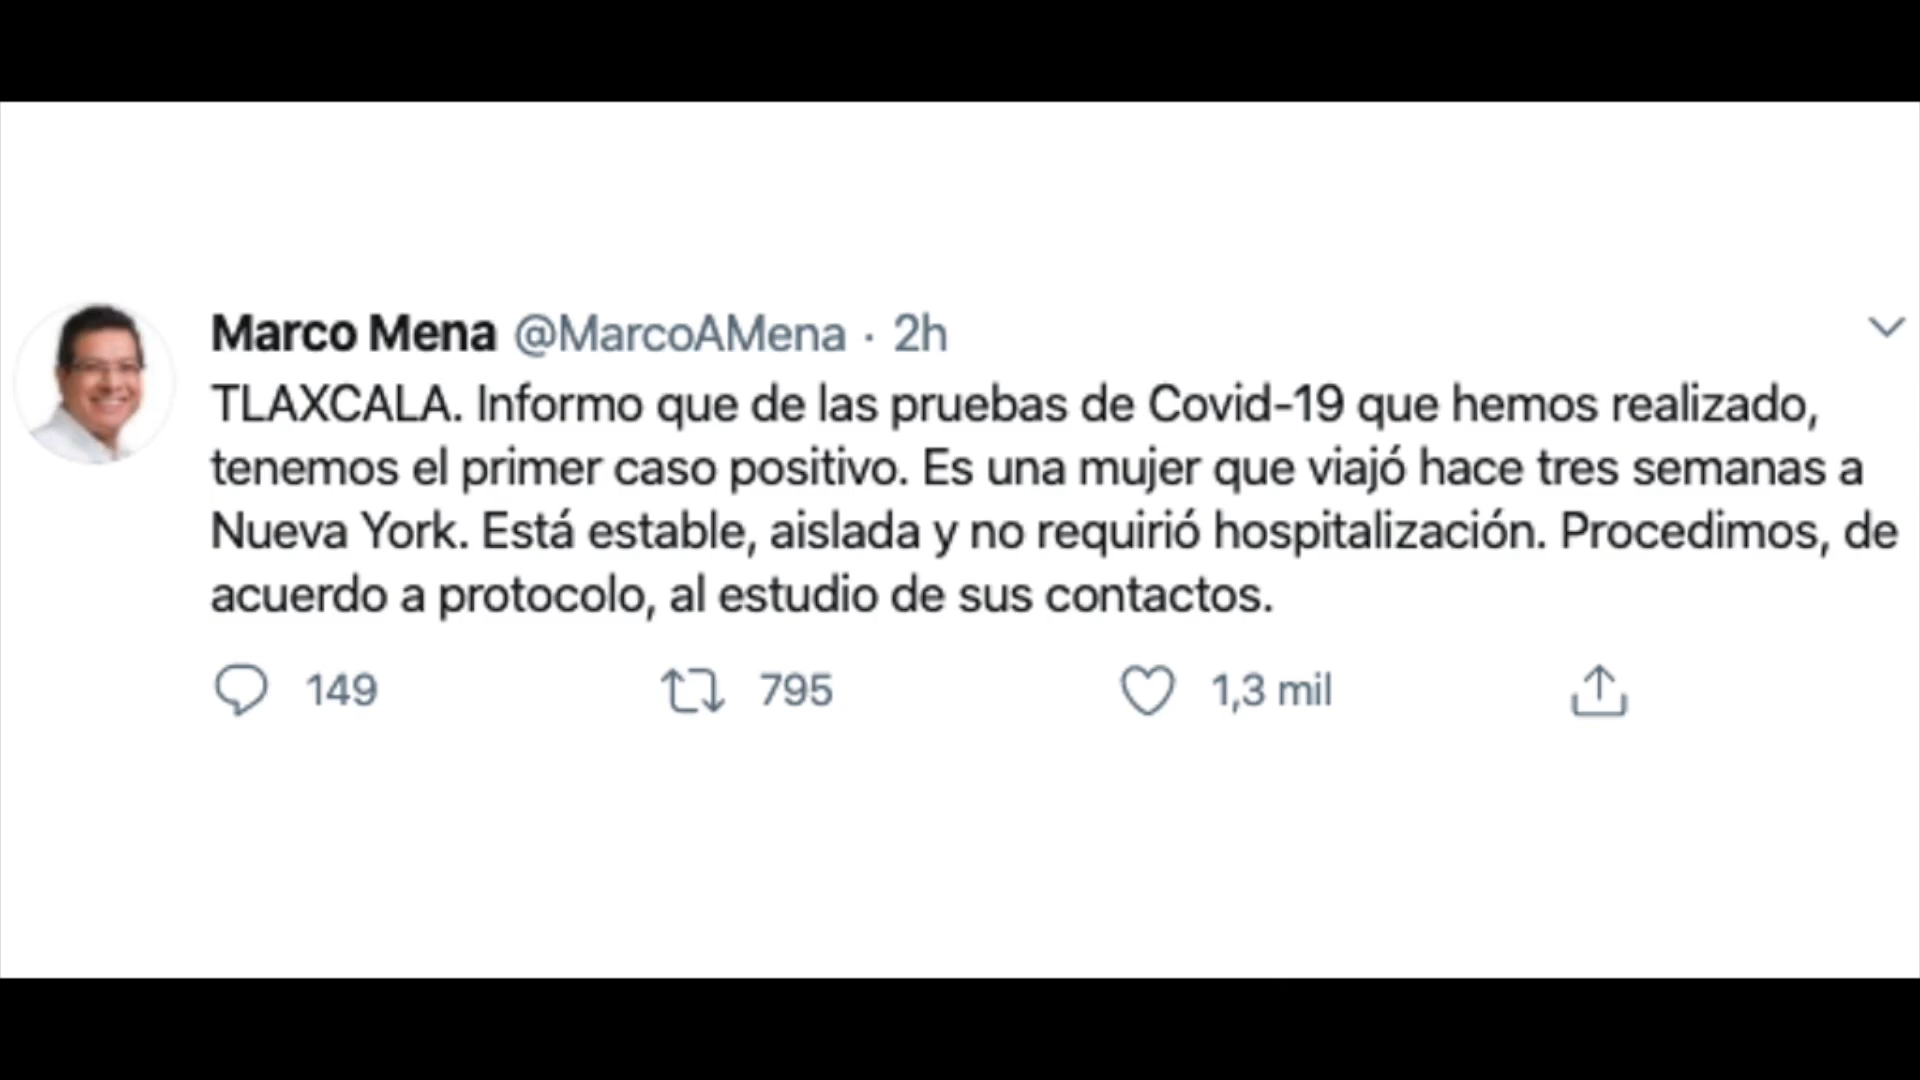 Marco Mena @MarcoAMena · 2h
TLAXCALA. Informo que de las pruebas de Covid-19 que hemos realizado,
tenemos el primer caso positivo. Es una mujer que viajó hace tres semanas a
Nueva York. Está estable, aislada y no requirió hospitalización. Procedimos, de
acuerdo a protocolo, al estudio de sus contactos.
149 795 1,3 mil